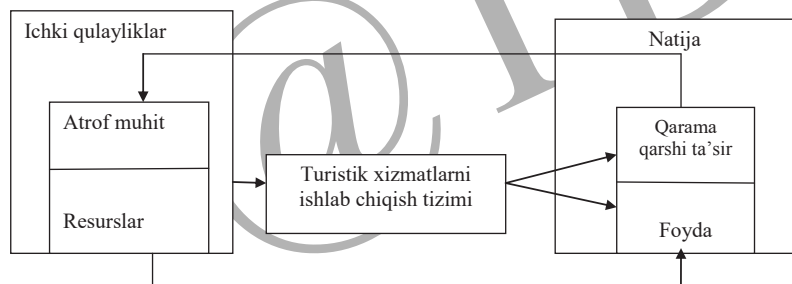 Ichki qulayliklar
Atrof muhit
Resurslar
Turistik xizmatlarni
ishlab chiqish tizimi
Natija
Qarama
qarshi ta’sir
Foyda